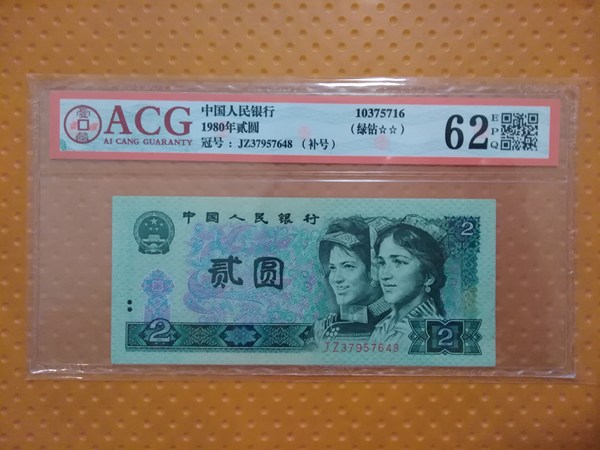 ACG
AI CANG GUARANTY
中国人民银行
1980年贰圆
冠号：JZ37957648（补号）
10375716
（绿钻☆☆）
62
EPQ
中国人民银行
2
贰圆
2
JZ37957648
2